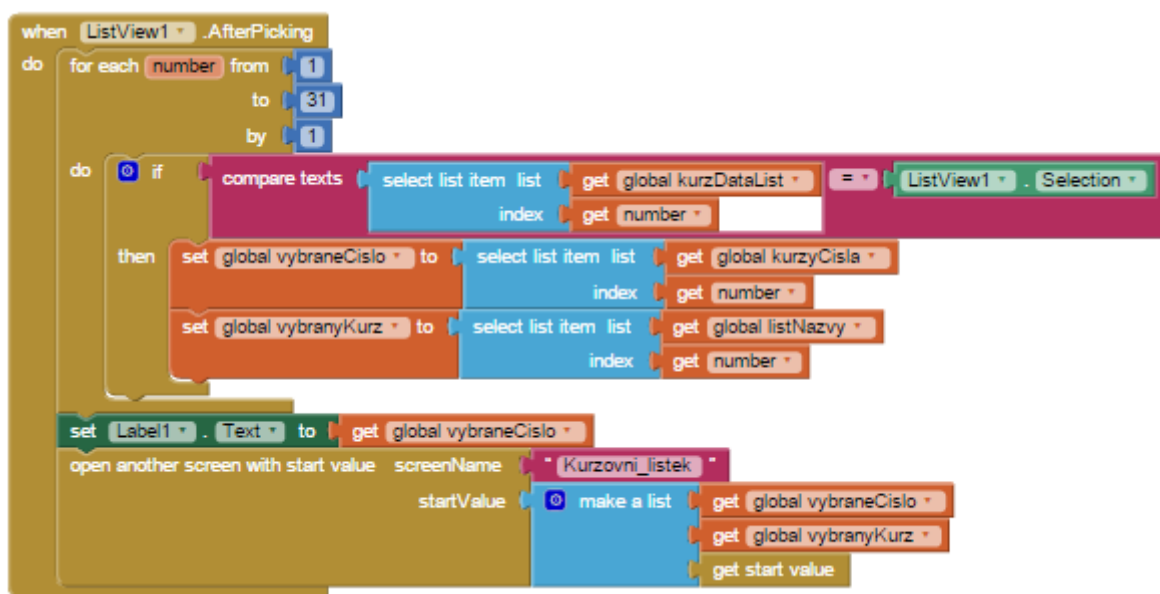 when ListView1 .AfterPicking
do for each number from 1
to 31
by 1
do if compare texts select list item list get global kurzDataList = ListView1 . Selection
index get number
then set global vybraneCislo to select list item list get global kurzyCisla
index get number
set global vybranyKurz to select list item list get global listNazvy
index get number
set Label1 . Text to get global vybraneCislo
open another screen with start value screenName " Kurzovni_listek "
startValue make a list get global vybraneCislo
get global vybranyKurz
get start value